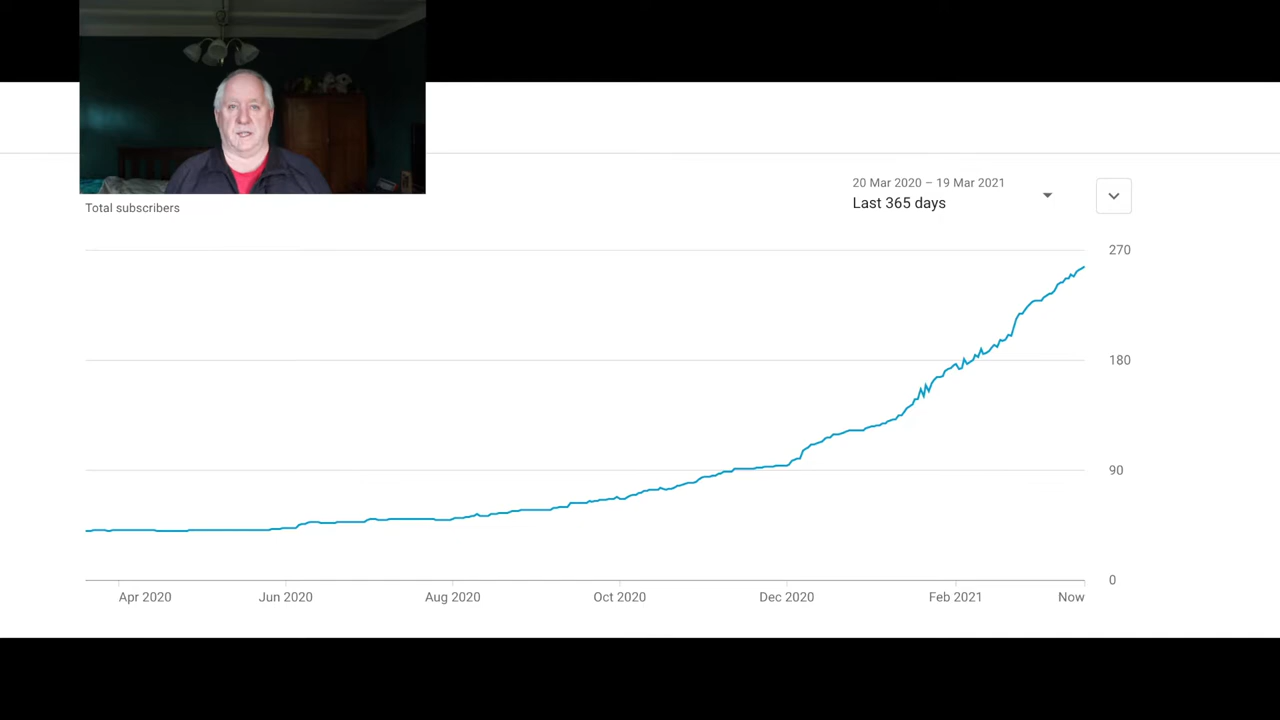 20 Mar 2020 – 19 Mar 2021
Last 365 days
Total subscribers
270
180
90
0
Apr 2020
Jun 2020
Aug 2020
Oct 2020
Dec 2020
Feb 2021
Now